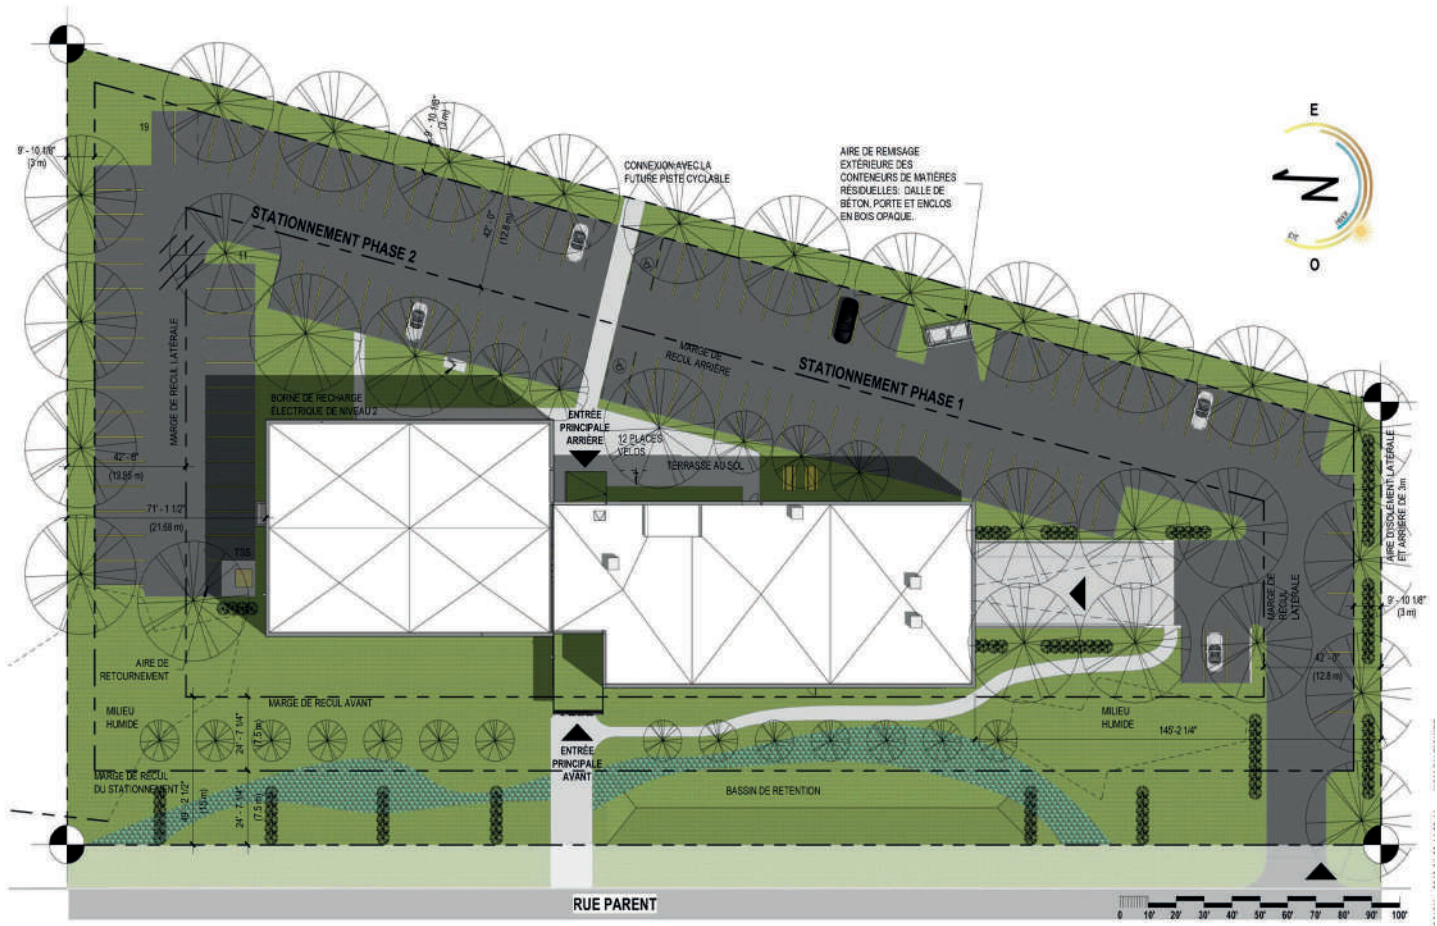 E
N
O
19
9' - 10 1/8"
(3 m)
9' - 10 1/8"
(3 m)
CONNEXION AVEC LA
FUTURE PISTE CYCLABLE
AIRE DE REMISAGE
EXTÉRIEURE DES
CONTENEURS DE MATIÈRES
RÉSIDUELLES: DALLE DE
BÉTON, PORTE ET ENCLOS
EN BOIS OPAQUE.
STATIONNEMENT PHASE 2
42' - 0"
(12.8 m)
11
MARGE DE RECUL LATÉRALE
MARGE DE
RECUL ARRIÈRE
STATIONNEMENT PHASE 1
BORNE DE RECHARGE
ÉLECTRIQUE DE NIVEAU 2
ENTRÉE
PRINCIPALE
ARRIÈRE
12 PLACES
VÉLOS
TERRASSE AU SOL
42' - 6"
(12.95 m)
71' - 1 1/2"
(21.68 m)
TSS
AIRE D'ISOLEMENT LATÉRALE
ET ARRIÈRE DE 3m
MARGE DE
RECUL
LATÉRALE
9' - 10 1/8"
(3 m)
42' - 0"
(12.8 m)
AIRE DE
RETOURNEMENT
MARGE DE RECUL AVANT
MILIEU
HUMIDE
24' - 7 1/4"
(7.5 m)
MILIEU
HUMIDE
145'-2 1/4"
ENTRÉE
PRINCIPALE
AVANT
MARGE DE RECUL
DU STATIONNEMENT
49' - 2 1/2"
(15 m)
24' - 7 1/4"
(7.5 m)
BASSIN DE RETENTION
RUE PARENT
0 10' 20' 30' 40' 50' 60' 70' 80' 90' 100'